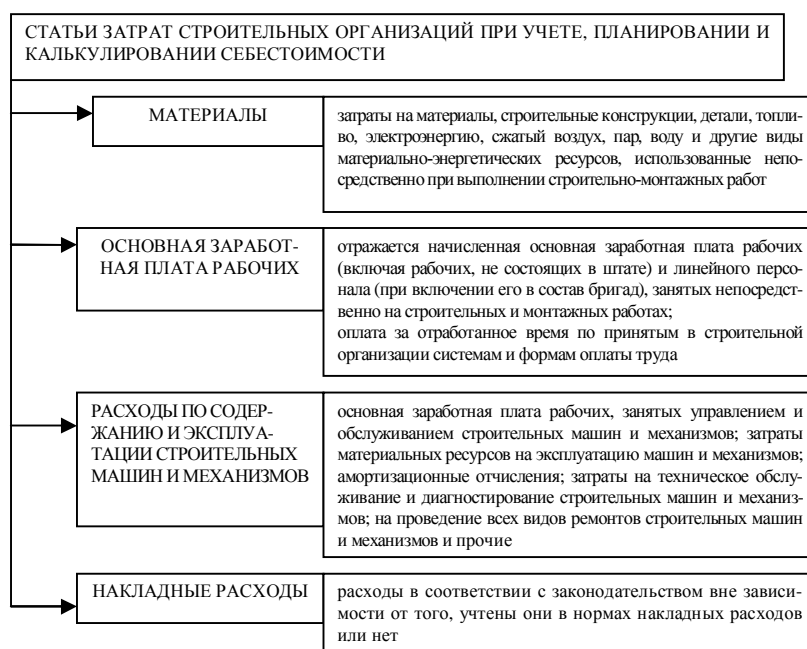 СТАТЬИ ЗАТРАТ СТРОИТЕЛЬНЫХ ОРГАНИЗАЦИЙ ПРИ УЧЕТЕ, ПЛАНИРОВАНИИ И
КАЛЬКУЛИРОВАНИИ СЕБЕСТОИМОСТИ
МАТЕРИАЛЫ
затраты на материалы, строительные конструкции, детали, топли-
во, электроэнергию, сжатый воздух, пар, воду и другие виды
материально-энергетических ресурсов, использованные непо-
средственно при выполнении строительно-монтажных работ
ОСНОВНАЯ ЗАРАБОТ-
НАЯ ПЛАТА РАБОЧИХ
отражается начисленная основная заработная плата рабочих
(включая рабочих, не состоящих в штате) и линейного персо-
нала (при включении его в состав бригад), занятых непосредст-
венно на строительных и монтажных работах;
оплата за отработанное время по принятым в строительной
организации системам и формам оплаты труда
РАСХОДЫ ПО СОДЕР-
ЖАНИЮ И ЭКСПЛУА-
ТАЦИИ СТРОИТЕЛЬНЫХ
МАШИН И МЕХАНИЗМОВ
основная заработная плата рабочих, занятых управлением и
обслуживанием строительных машин и механизмов; затраты
материальных ресурсов на эксплуатацию машин и механизмов;
амортизационные отчисления; затраты на техническое обслу-
живание и диагностирование строительных машин и механиз-
мов; на проведение всех видов ремонтов строительных машин
и механизмов и прочие
НАКЛАДНЫЕ РАСХОДЫ
расходы в соответствии с законодательством вне зависи-
мости от того, учтены они в нормах накладных расходов
или нет